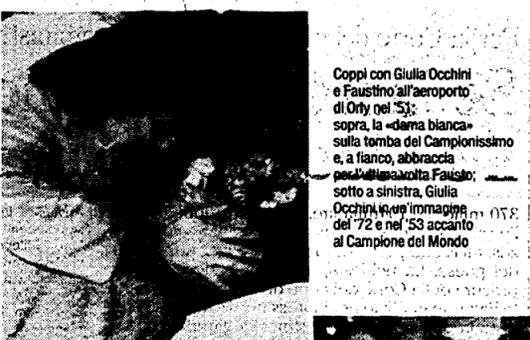 Coppi con Giulia Occhini
e Faustino all'aeroporto
di Orly nel '51;
sopra, la «dama bianca»
sulla tomba del Campionissimo
e, a fianco, abbraccia
per l'ultima volta Fausto;
sotto a sinistra, Giulia
Occhini in un'immagine
del '72 e nel '53 accanto
al Campione del Mondo
370